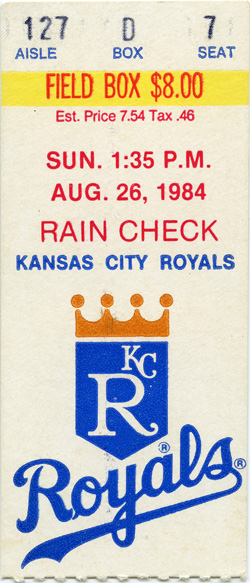 127 D 7
AISLE BOX SEAT
FIELD BOX $8.00
Est. Price 7.54 Tax .46
SUN. 1:35 P.M.
AUG. 26, 1984
RAIN CHECK
KANSAS CITY ROYALS
KC
R
Royals®
®